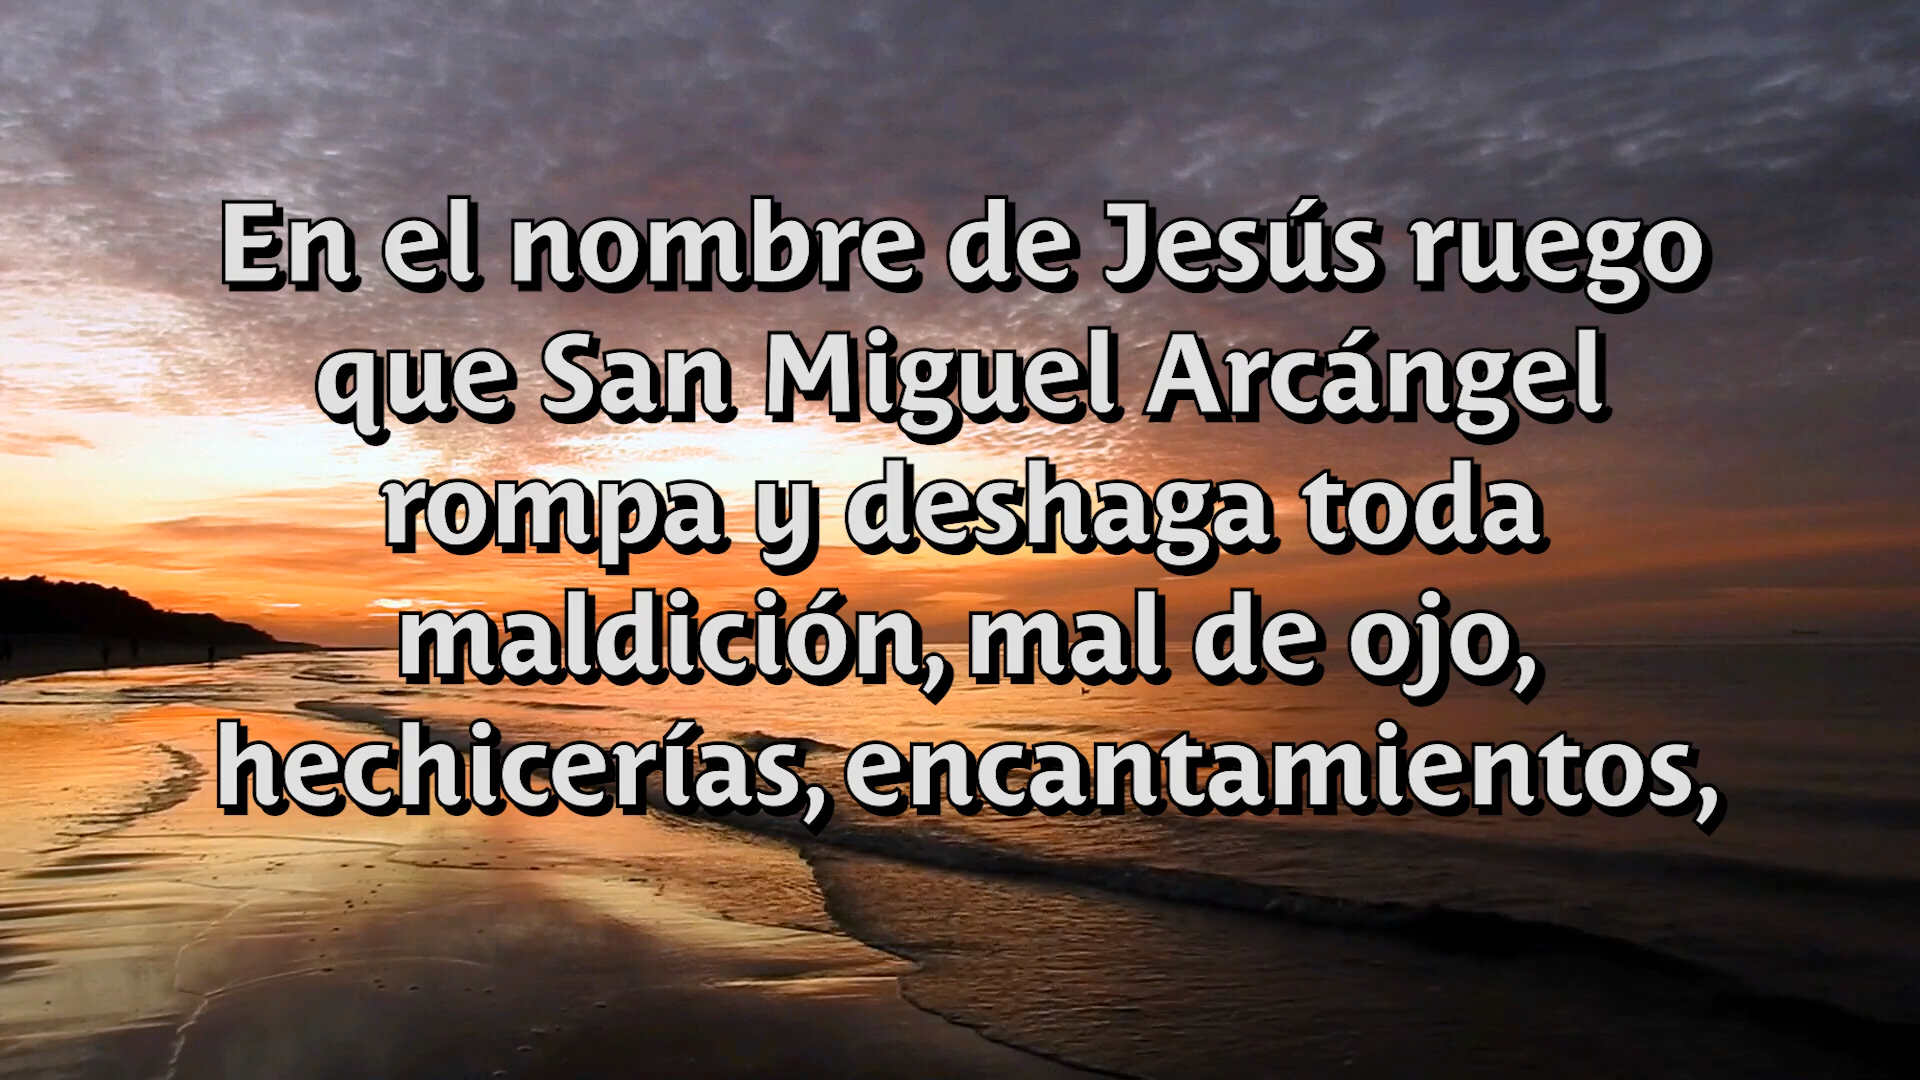 En el nombre de Jesús ruego
que San Miguel Arcángel
rompa y deshaga toda
maldición, mal de ojo,
hechicerías, encantamientos,